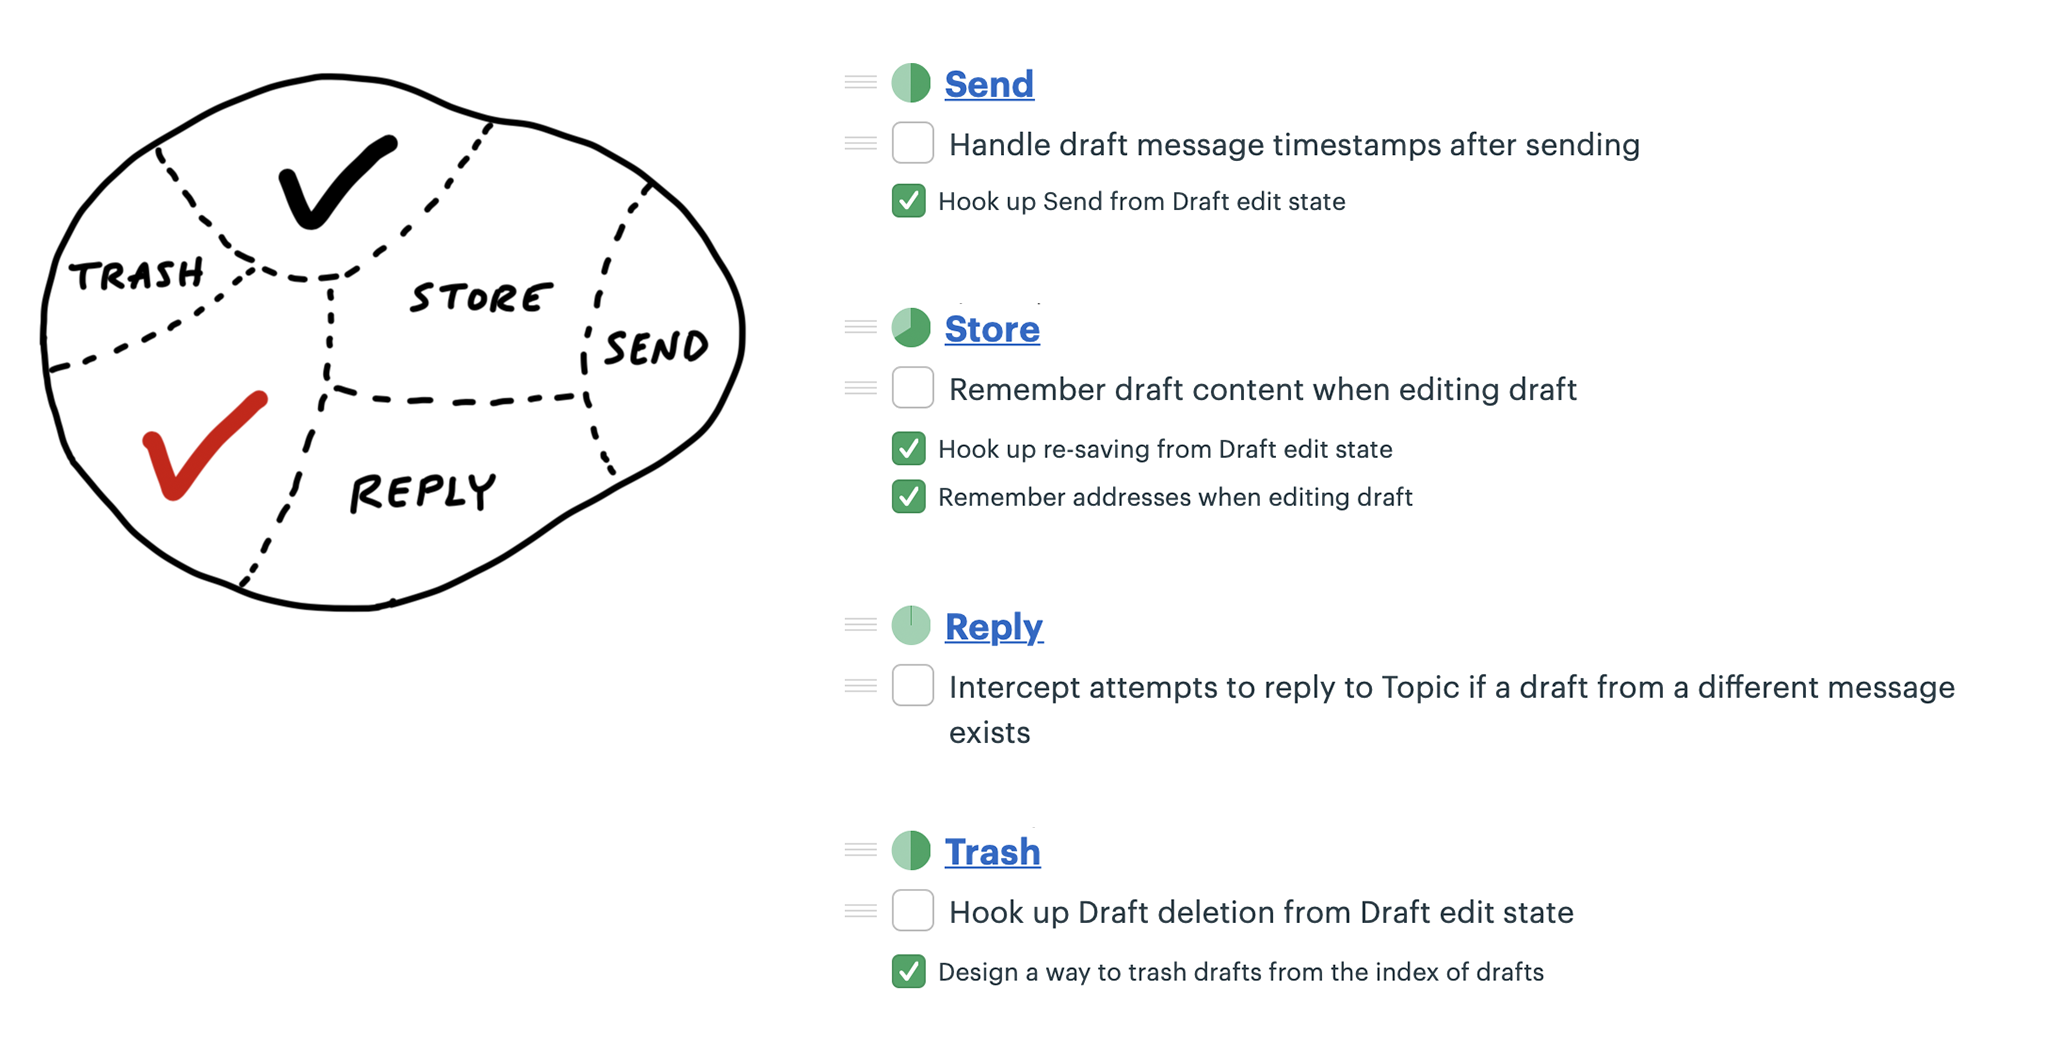 TRASH
STORE
SEND
REPLY
Send
Handle draft message timestamps after sending
Hook up Send from Draft edit state
Store
Remember draft content when editing draft
Hook up re-saving from Draft edit state
Remember addresses when editing draft
Reply
Intercept attempts to reply to Topic if a draft from a different message
exists
Trash
Hook up Draft deletion from Draft edit state
Design a way to trash drafts from the index of drafts